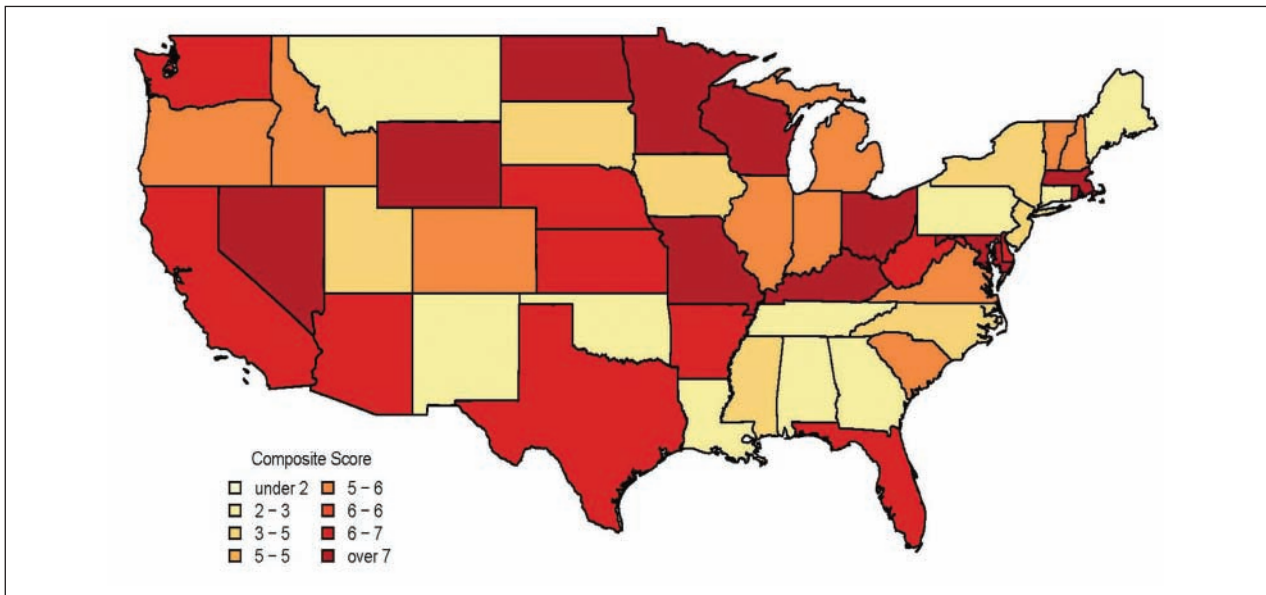 Composite Score
under 2 5 – 6
2 – 3 6 – 6
3 – 5 6 – 7
5 – 5 over 7